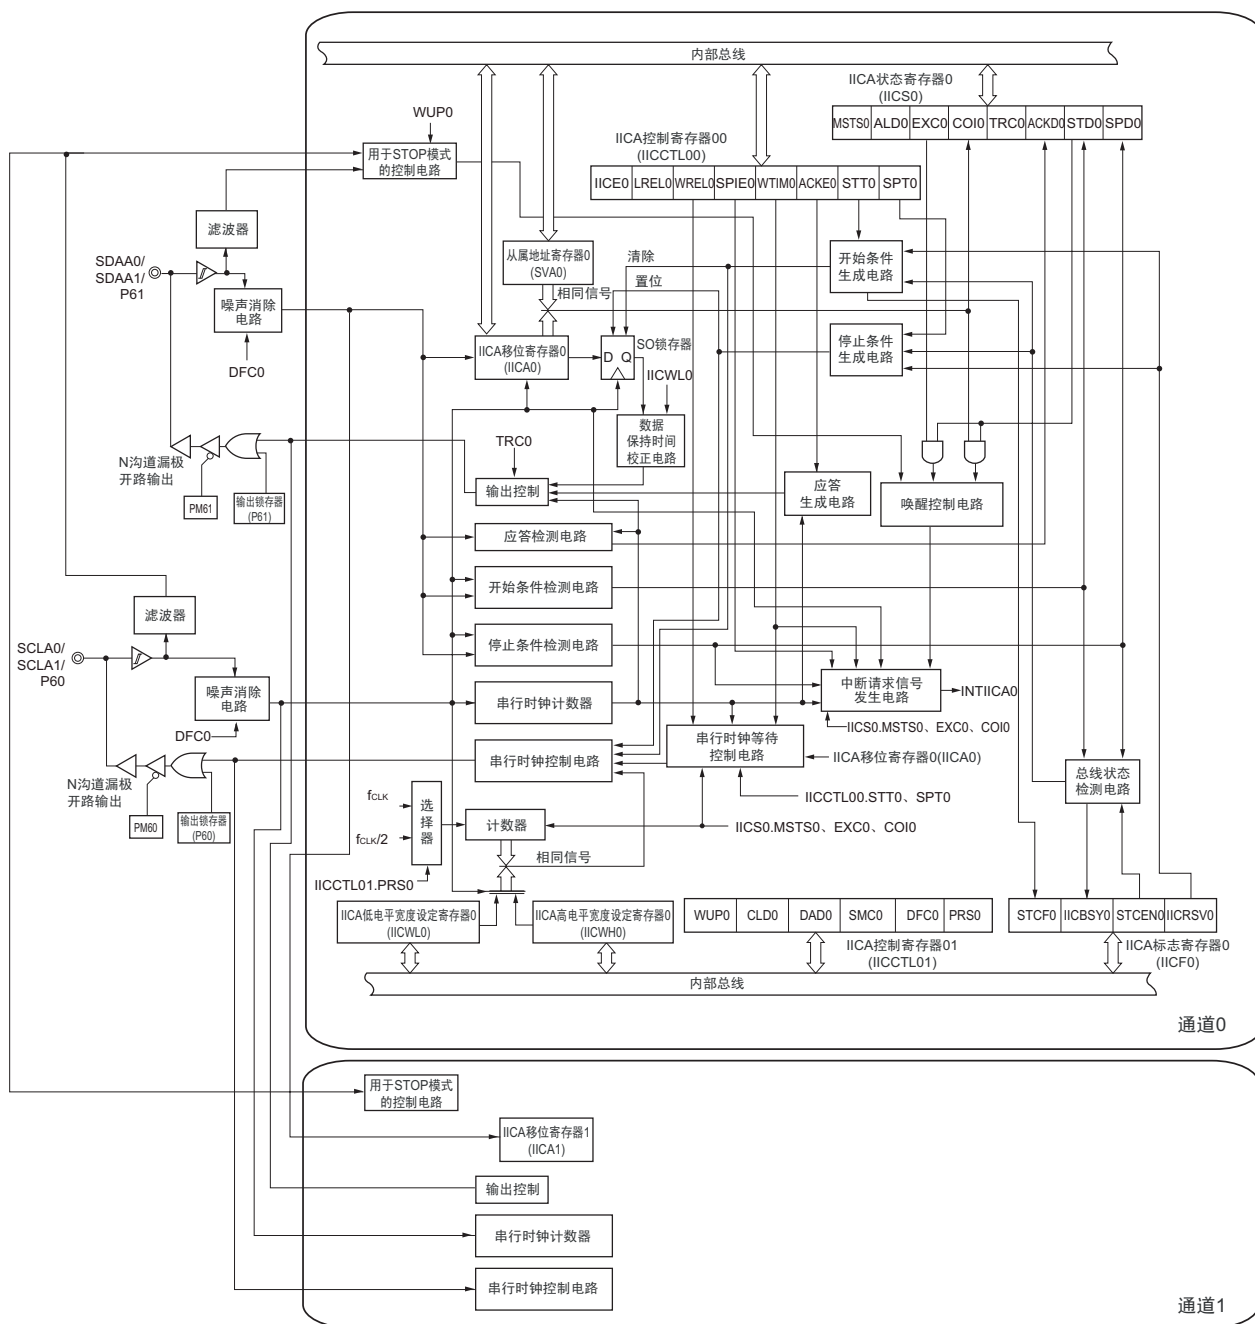 内部总线
IICA状态寄存器0
(IICS0)
MSTS0 ALD0 EXC0 COI0 TRC0 ACKD0 STD0 SPD0
WUP0
用于STOP模式
的控制电路
IICA控制寄存器00
(IICCTL00)
IICE0 LREL0 WREL0 SPIE0 WTIM0 ACKE0 STT0 SPT0
滤波器
SDAA0/
SDAA1/
P61
噪声消除
电路
DFC0
从属地址寄存器0
(SVA0)
清除
置位
相同信号
开始条件
生成电路
停止条件
生成电路
IICA移位寄存器0
(IICA0)
D Q
SO锁存器
IICWL0
数据
保持时间
校正电路
TRC0
输出控制
N沟道漏极
开路输出
PM61
输出锁存器
(P61)
应答
生成电路
唤醒控制电路
应答检测电路
开始条件检测电路
停止条件检测电路
滤波器
SCLA0/
SCLA1/
P60
噪声消除
电路
DFC0
串行时钟计数器
中断请求信号
发生电路
INTIICA0
IICS0.MSTS0、EXC0、COI0
串行时钟控制电路
串行时钟等待
控制电路
IICA移位寄存器0(IICA0)
IICCTL00.STT0、SPT0
IICS0.MSTS0、EXC0、COI0
总线状态
检测电路
N沟道漏极
开路输出
PM60
输出锁存器
(P60)
fCLK
fCLK/2
选择器
计数器
相同信号
IICCTL01.PRS0
IICA低电平宽度设定寄存器0
(IICWL0)
IICA高电平宽度设定寄存器0
(IICWH0)
WUP0 CLD0 DAD0 SMC0 DFC0 PRS0
IICA控制寄存器01
(IICCTL01)
STCF0 IICBSY0 STCEN0 IICRSV0
IICA标志寄存器0
(IICF0)
内部总线
通道0
用于STOP模式
的控制电路
IICA移位寄存器1
(IICA1)
输出控制
串行时钟计数器
串行时钟控制电路
通道1